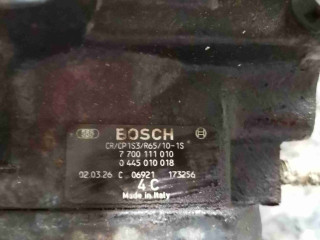 BOSCH
CR/CP1S3/R65/10-1S
7 700 111 010
0 445 010 018
02.03.26 C 06921 173256
4 C
Made in Italy